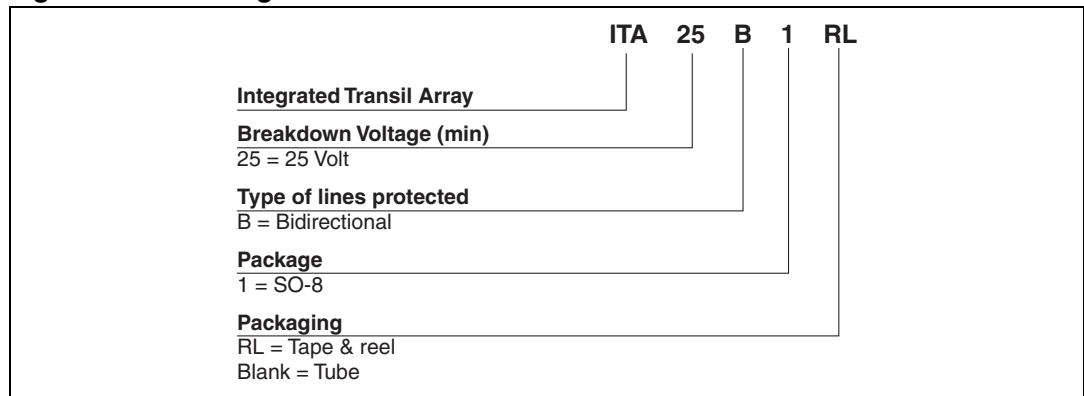 ITA 25 B 1 RL
Integrated Transil Array
Breakdown Voltage (min)
25 = 25 Volt
Type of lines protected
B = Bidirectional
Package
1 = SO-8
Packaging
RL = Tape & reel
Blank = Tube